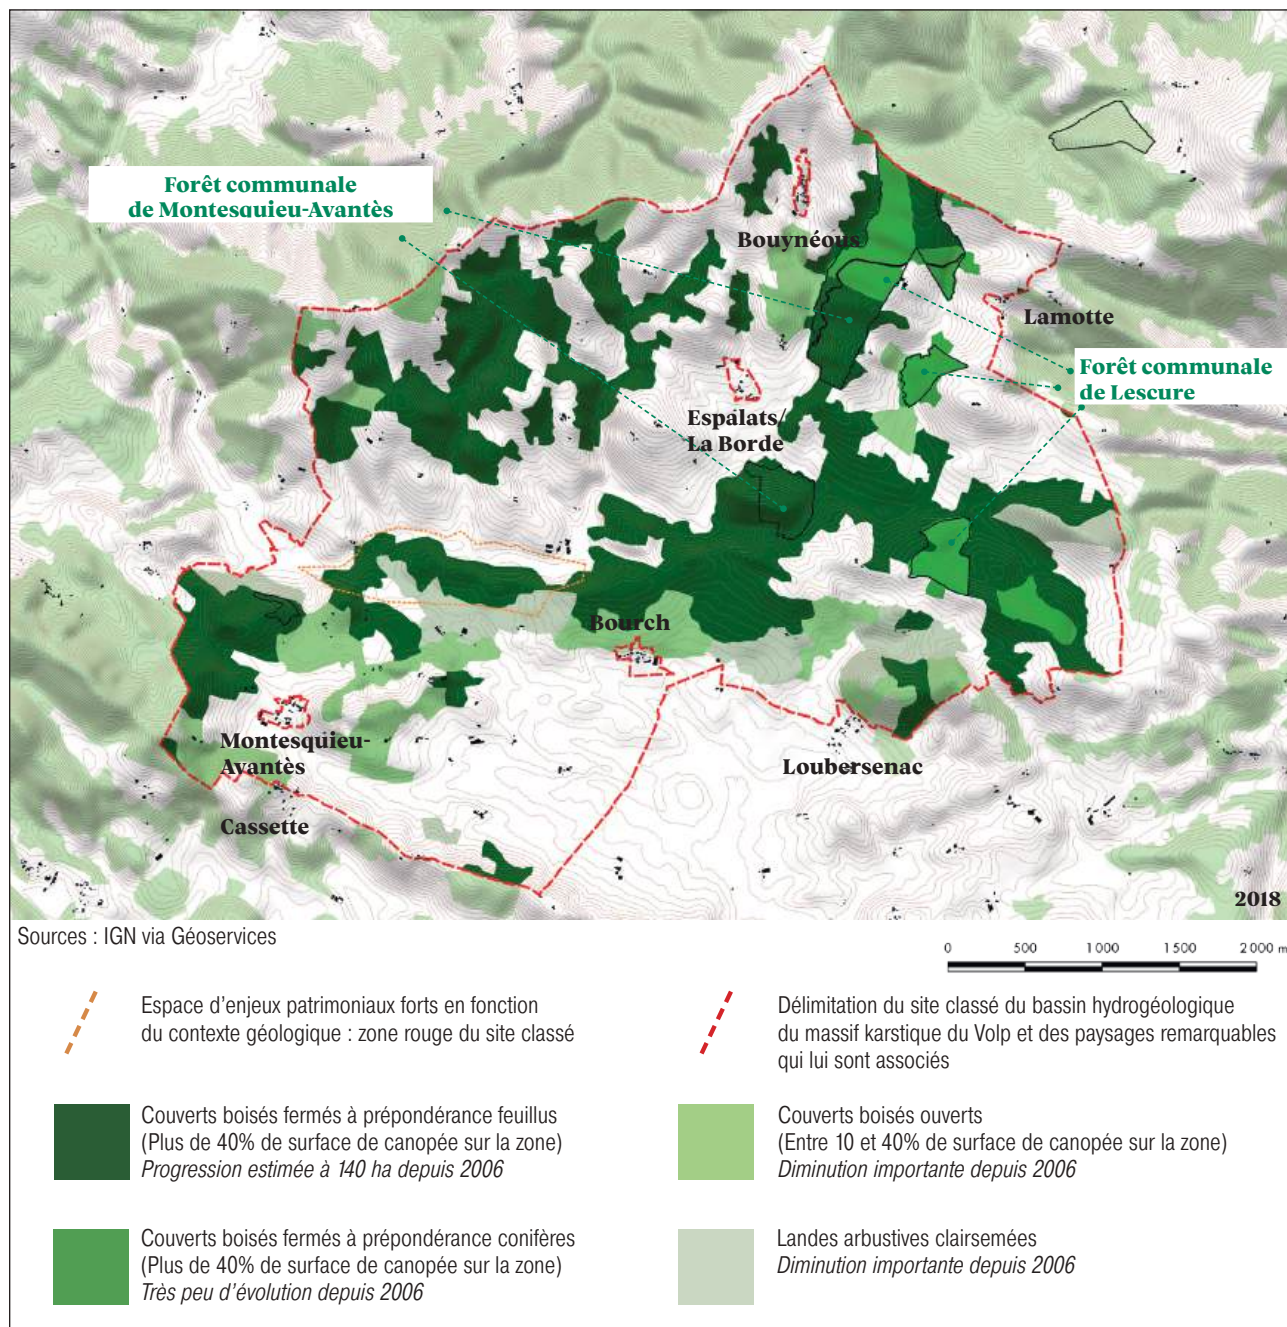 Forêt communale
de Montesquieu-Avantès
Bouynéous
Lamotte
Forêt communale
de Lescure
Espalats/
La Borde
Bourch
Montesquieu-
Avantès
Loubersenac
Cassette
2018
Sources : IGN via Géoservices
0 500 1 000 1 500 2 000 m
Espace d'enjeux patrimoniaux forts en fonction
du contexte géologique : zone rouge du site classé
Délimitation du site classé du bassin hydrogéologique
du massif karstique du Volp et des paysages remarquables
qui lui sont associés
Couverts boisés fermés à prépondérance feuillus
(Plus de 40% de surface de canopée sur la zone)
Progression estimée à 140 ha depuis 2006
Couverts boisés ouverts
(Entre 10 et 40% de surface de canopée sur la zone)
Diminution importante depuis 2006
Couverts boisés fermés à prépondérance conifères
(Plus de 40% de surface de canopée sur la zone)
Très peu d'évolution depuis 2006
Landes arbustives clairsemées
Diminution importante depuis 2006